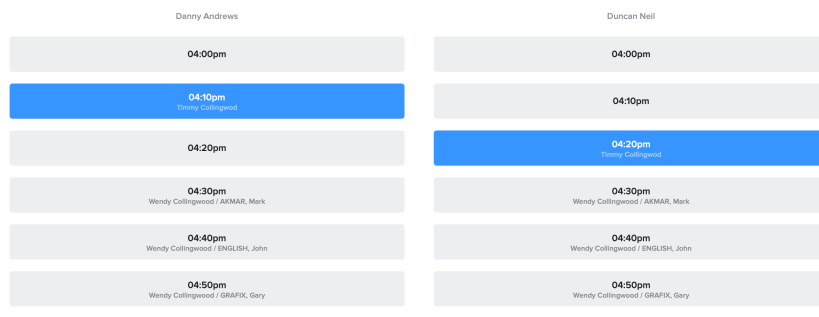 Danny Andrews
04:00pm
04:10pm
Timmy Collingwod
04:20pm
04:30pm
Wendy Collingwood / AKMAR, Mark
04:40pm
Wendy Collingwood / ENGLISH, John
04:50pm
Wendy Collingwood / GRAFIX, Gary
Duncan Neil
04:00pm
04:10pm
04:20pm
Timmy Collingwod
04:30pm
Wendy Collingwood / AKMAR, Mark
04:40pm
Wendy Collingwood / ENGLISH, John
04:50pm
Wendy Collingwood / GRAFIX, Gary